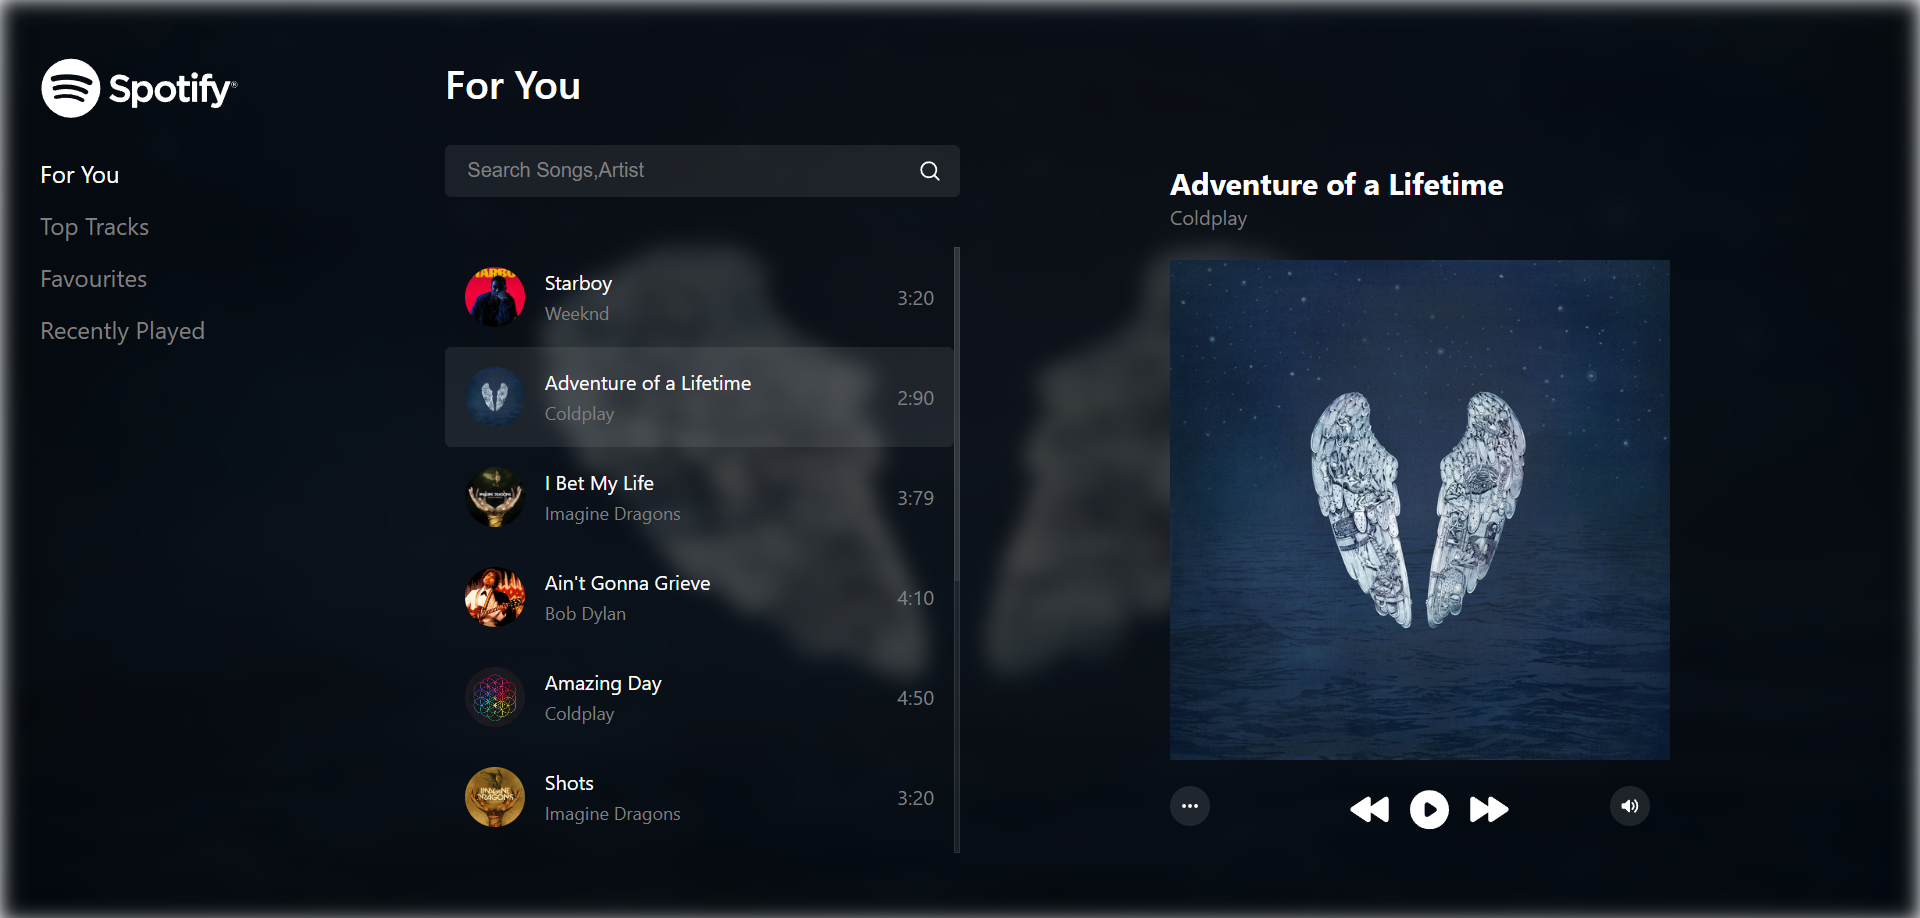 Spotify®
For You
Top Tracks
Favourites
Recently Played
For You
Search Songs,Artist
Starboy
Weeknd
3:20
Adventure of a Lifetime
Coldplay
2:90
I Bet My Life
Imagine Dragons
3:79
Ain't Gonna Grieve
Bob Dylan
4:10
Amazing Day
Coldplay
4:50
Shots
Imagine Dragons
3:20
Adventure of a Lifetime
Coldplay